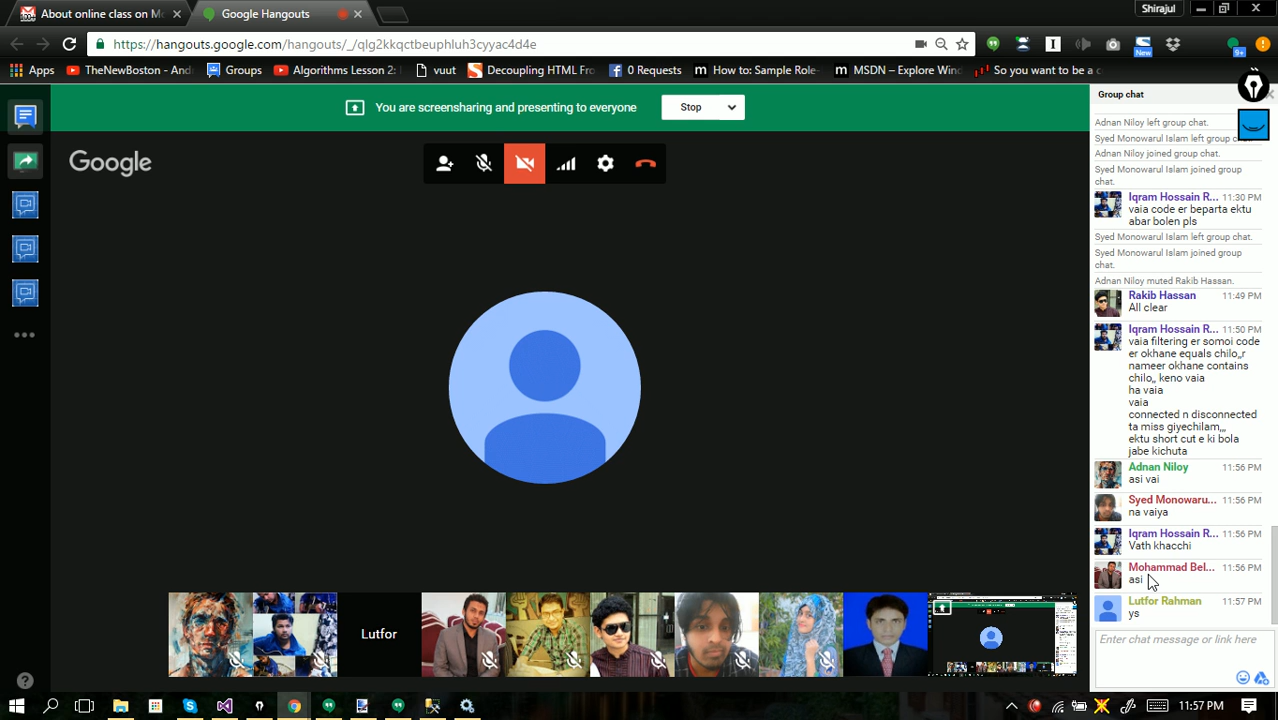 About online class on Mo
Google Hangouts
Shirajul
https://hangouts.google.com/hangouts/_/qlg2kkqctbeuphluh3cyyac4d4e
New
9+
Apps
TheNewBoston - And
Groups
Algorithms Lesson 2:
vuut
Decoupling HTML Fro
0 Requests
How to: Sample Role-
MSDN – Explore Wind
So you want to be a c
You are screensharing and presenting to everyone
Stop
Google
Lutfor
Group chat
Adnan Niloy left group chat.
Syed Monowarul Islam left group
Adnan Niloy joined group chat.
Syed Monowarul Islam joined group
chat.
Iqram Hossain R... 11:30 PM
vaia code er beparta ektu
abar bolen pls
Syed Monowarul Islam left group chat.
Syed Monowarul Islam joined group
chat.
Adnan Niloy muted Rakib Hassan.
Rakib Hassan 11:49 PM
All clear
Iqram Hossain R... 11:50 PM
vaia filtering er somoi code
er okhane equals chilo,,r
nameer okhane contains
chilo,, keno vaia
ha vaia
vaia
connected n disconnected
ta miss giyechilam,,,
ektu short cut e ki bola
jabe kichuta
Adnan Niloy 11:56 PM
asi vai
Syed Monowaru... 11:56 PM
na vaiya
Iqram Hossain R... 11:56 PM
Vath khacchi
Mohammad Bel... 11:56 PM
asi
Lutfor Rahman 11:57 PM
ys
Enter chat message or link here
11:57 PM